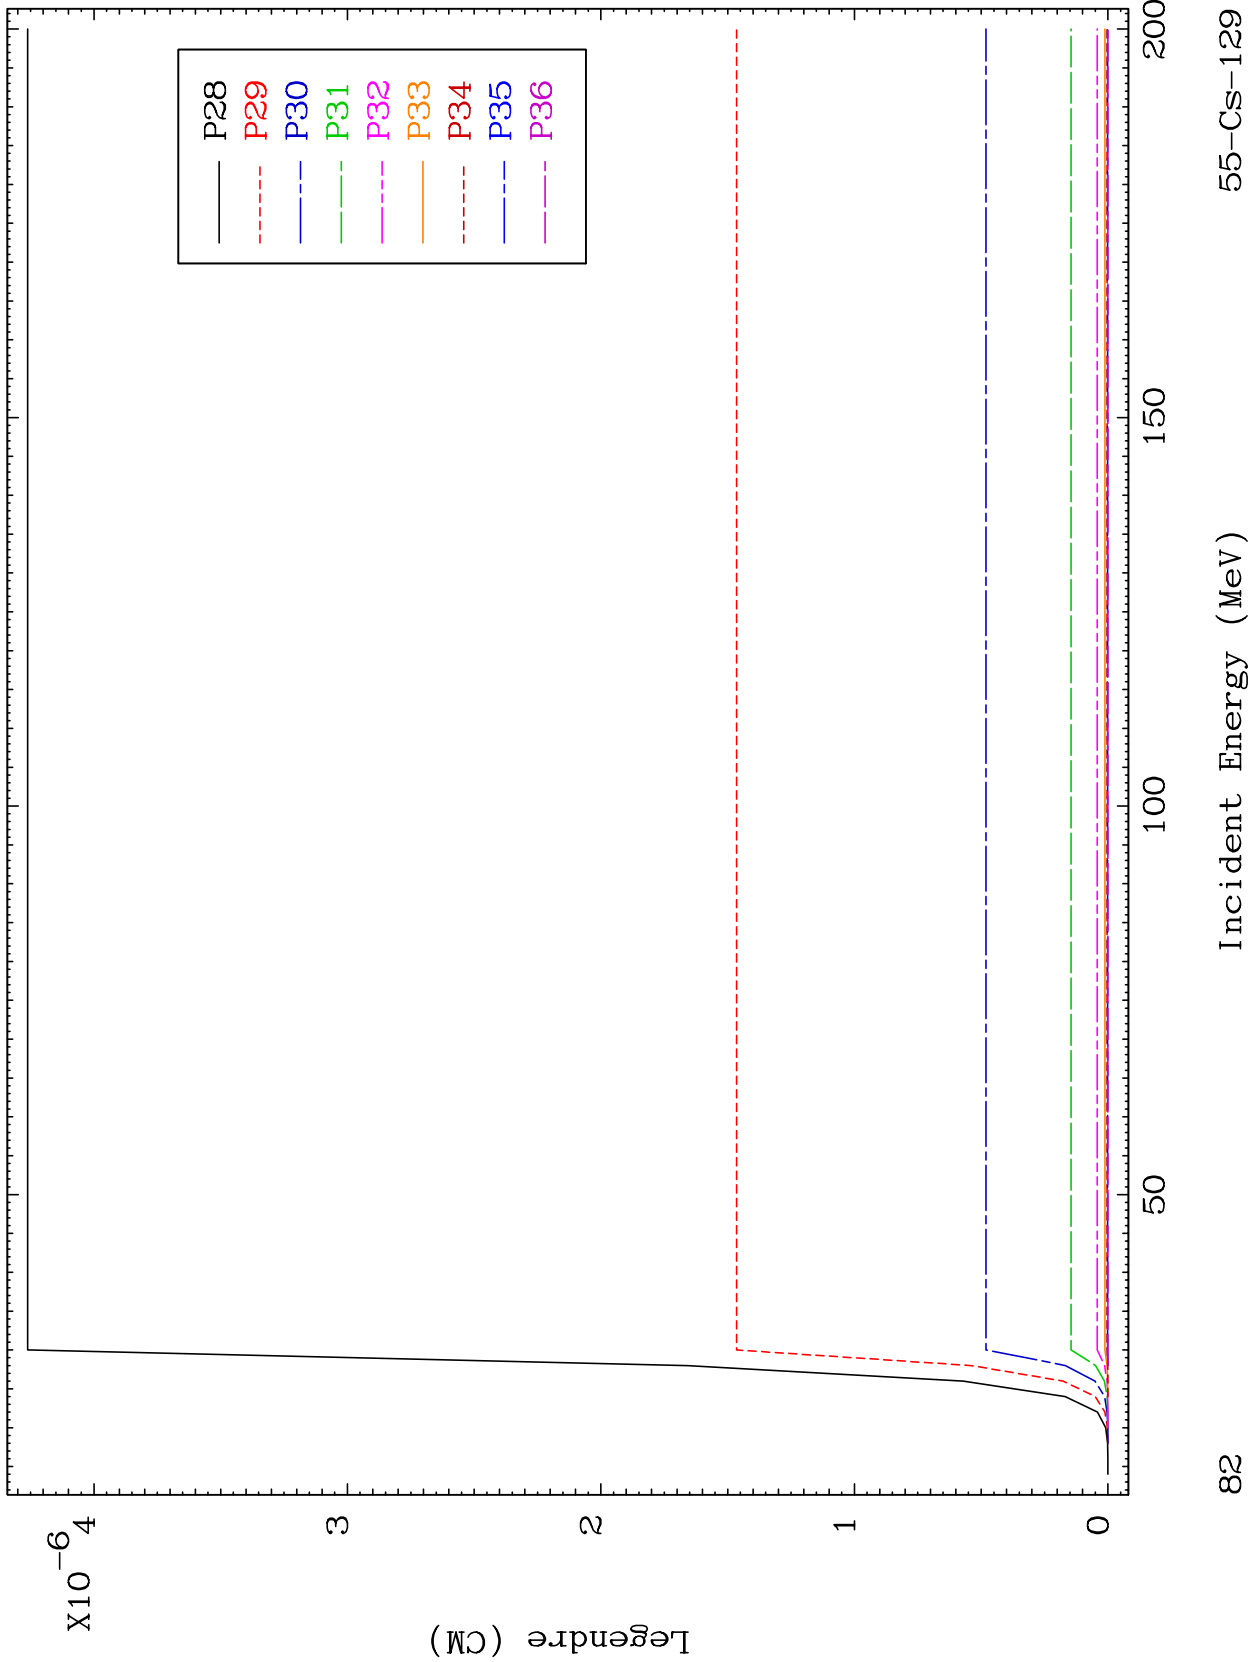 X10-6
4
3
2
1
0
Legendre (CM)
P28
P29
P30
P31
P32
P33
P34
P35
P36
50
100
150
200
82
Incident Energy (MeV)
55-Cs-129